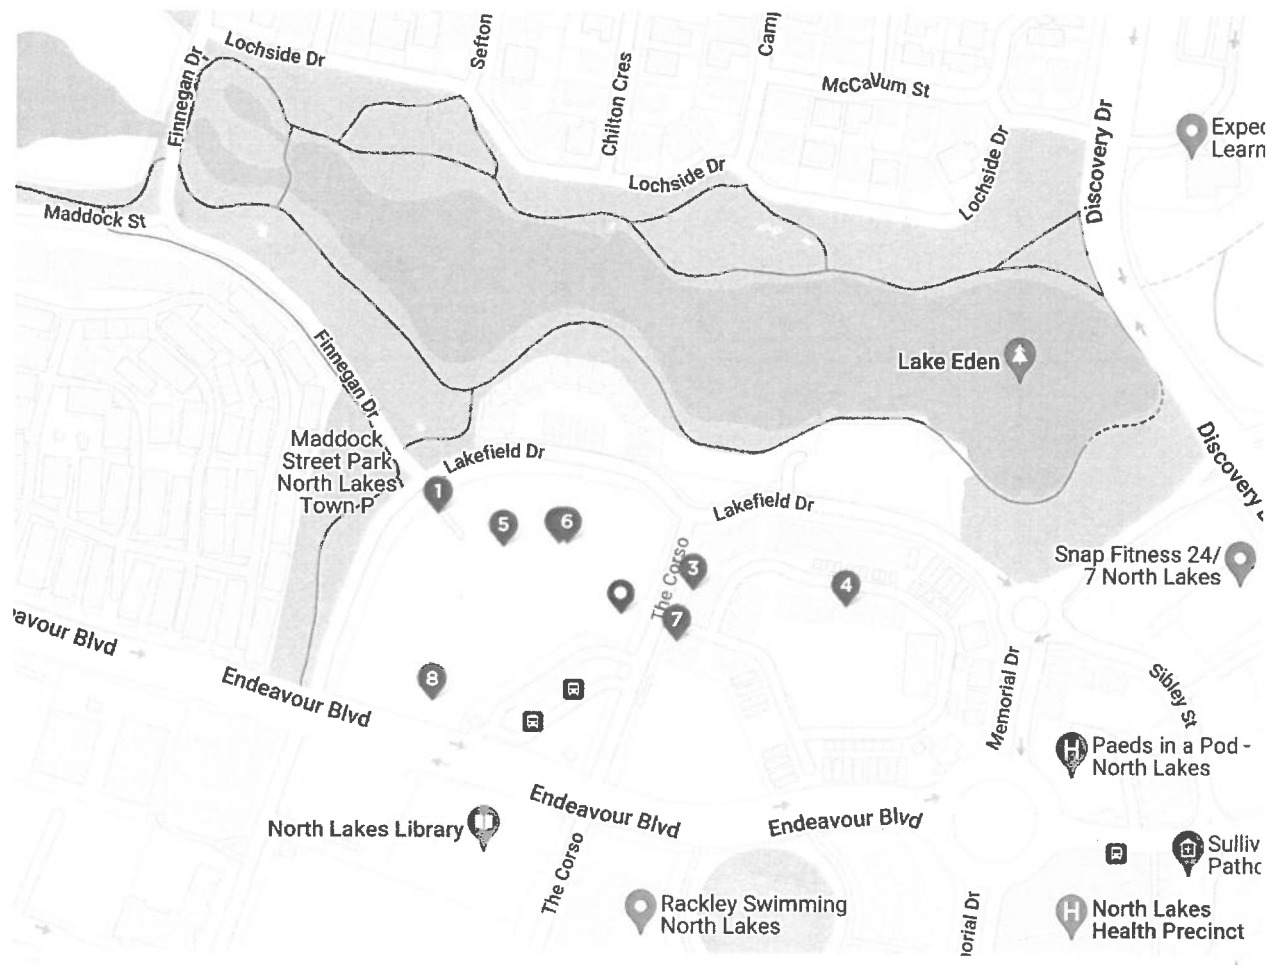 Lochside Dr
Sefton
Chilton Cres
McCallum St
Finnegan Dr
Discovery Dr
Lochside Dr
Lochside Dr
Maddock St
Lake Eden
Finnegan Dr
Maddock
Street Park
North Lakes
Town-P
Lakefield Dr
Discovery D
1
5
6
Lakefield Dr
The Corso
3
4
7
Snap Fitness 24/
7 North Lakes
avour Blvd
8
Endeavour Blvd
Memorial Dr
Sibley St
H
Paeds in a Pod -
North Lakes
North Lakes Library
Endeavour Blvd
Endeavour Blvd
The Corso
Rackley Swimming
North Lakes
orial Dr
H
North Lakes
Health Precinct